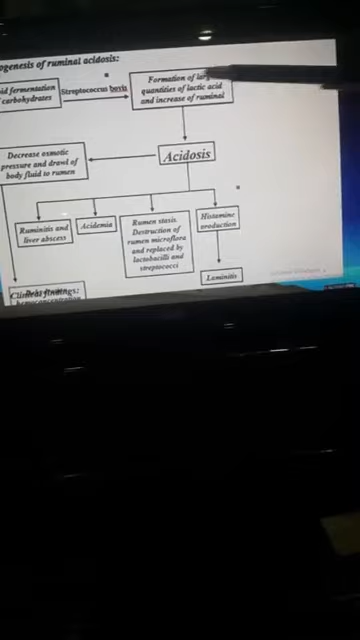 ogenesis of ruminal acidosis:
id fermentation
carbohydrates
Streptococcus bovis
Formation of
quantities of lactic acid
and increase of ruminal
Acidosis
Decrease osmotic
pressure and drawl of
body fluid to rumen
Ruminitis and
liver abscess
Acidemia
Rumen stasis.
Destruction of
rumen microflora
and replaced by
lactobacilli and
streptococci
Histamine
production
Laminitis
Clinical findings: